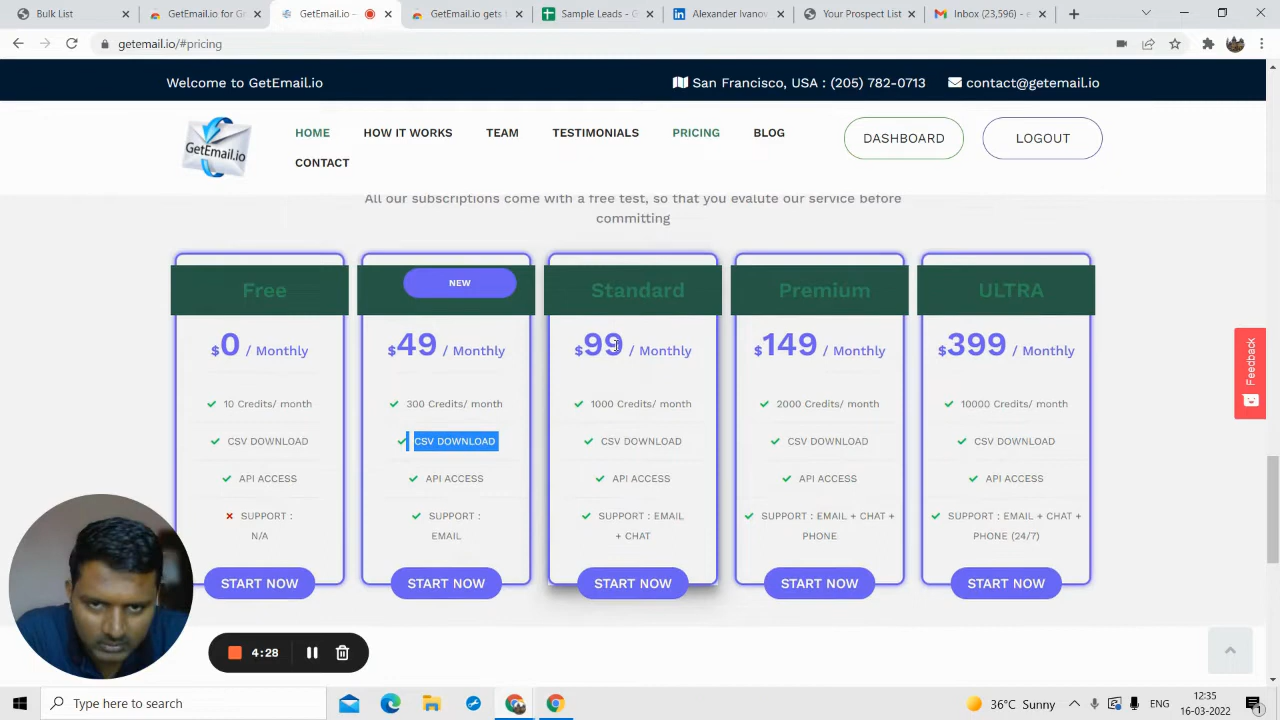 Bulk List
GetEmail.io for G
GetEmail.io –
GetEmail.io gets l
Sample Leads - G
Alexander Ivanov
Your Prospect List
Inbox (23,596) - e
getemail.io/#pricing
Welcome to GetEmail.io
San Francisco, USA : (205) 782-0713
contact@getemail.io
GetEmail.io
HOME
HOW IT WORKS
TEAM
TESTIMONIALS
PRICING
BLOG
CONTACT
DASHBOARD
LOGOUT
All our subscriptions come with a free test, so that you evalute our service before
committing
Free
$0 / Monthly
10 Credits/ month
CSV DOWNLOAD
API ACCESS
SUPPORT :
N/A
START NOW
NEW
$49 / Monthly
300 Credits/ month
CSV DOWNLOAD
API ACCESS
SUPPORT :
EMAIL
START NOW
Standard
$99 / Monthly
1000 Credits/ month
CSV DOWNLOAD
API ACCESS
SUPPORT : EMAIL
+ CHAT
START NOW
Premium
$149 / Monthly
2000 Credits/ month
CSV DOWNLOAD
API ACCESS
SUPPORT : EMAIL + CHAT +
PHONE
START NOW
ULTRA
$399 / Monthly
10000 Credits/ month
CSV DOWNLOAD
API ACCESS
SUPPORT : EMAIL + CHAT +
PHONE (24/7)
START NOW
Feedback
4:28
Type here to search
36°C Sunny
ENG
12:35
16-03-2022
1